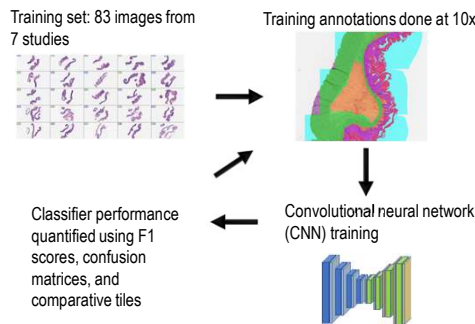 Training set: 83 images from
7 studies
Training annotations done at 10x
Convolutional neural network
(CNN) training
Classifier performance
quantified using F1
scores, confusion
matrices, and
comparative tiles